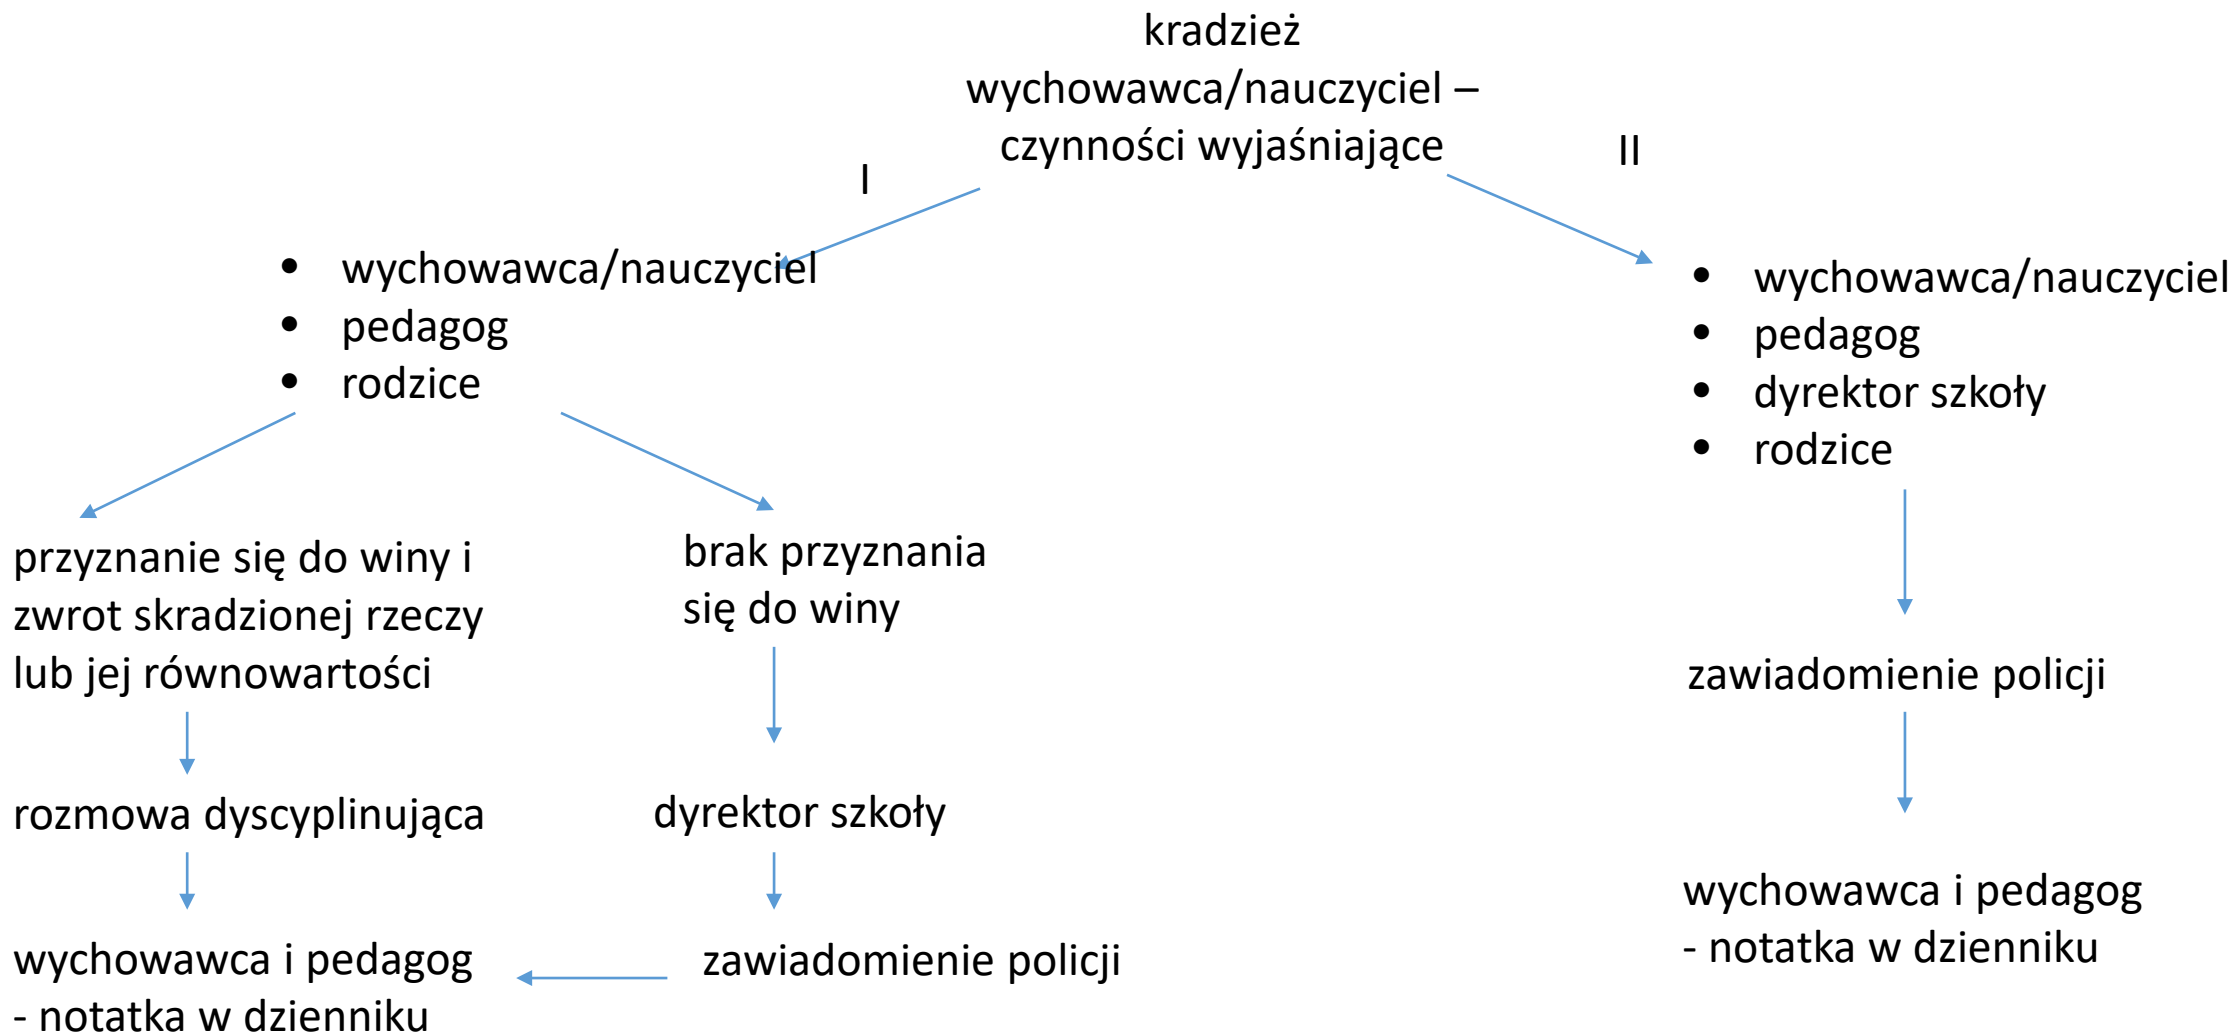 kradzież
wychowawca/nauczyciel –
czynności wyjaśniające
I
II
• wychowawca/nauczyciel
• pedagog
• rodzice
• wychowawca/nauczyciel
• pedagog
• dyrektor szkoły
• rodzice
przyznanie się do winy i
zwrot skradzionej rzeczy
lub jej równowartości
brak przyznania
się do winy
zawiadomienie policji
rozmowa dyscyplinująca
dyrektor szkoły
wychowawca i pedagog
- notatka w dzienniku
zawiadomienie policji
wychowawca i pedagog
- notatka w dzienniku